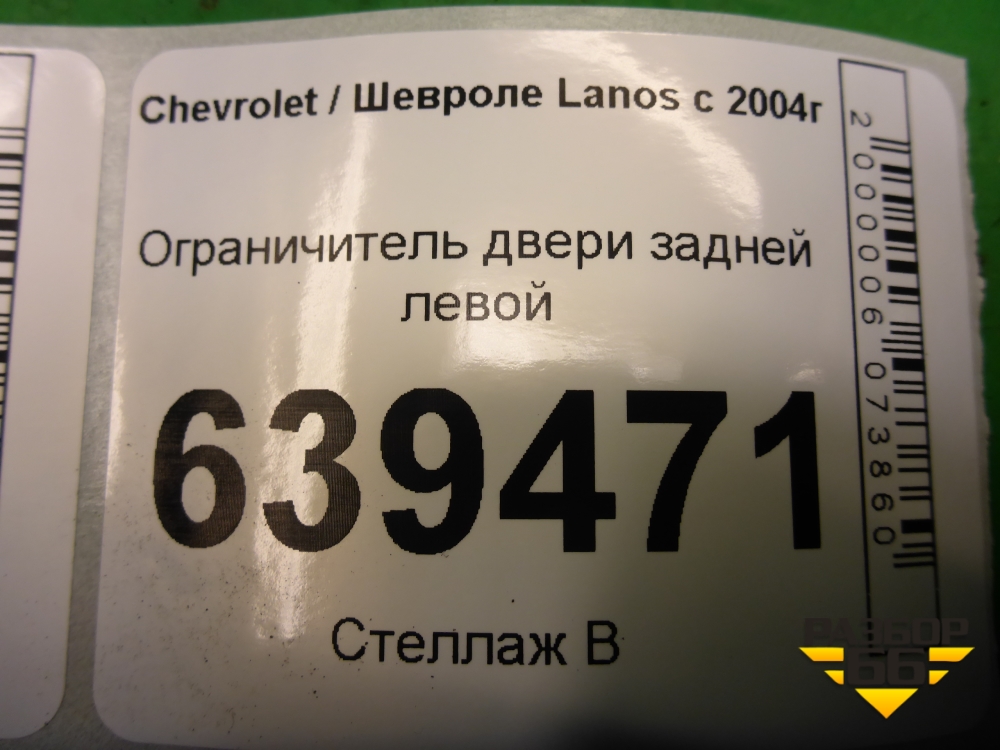 Chevrolet / Шевроле Lanos с 2004г
Ограничитель двери задней
левой
639471
Стеллаж В
2000006073860
РАЗБОР
66